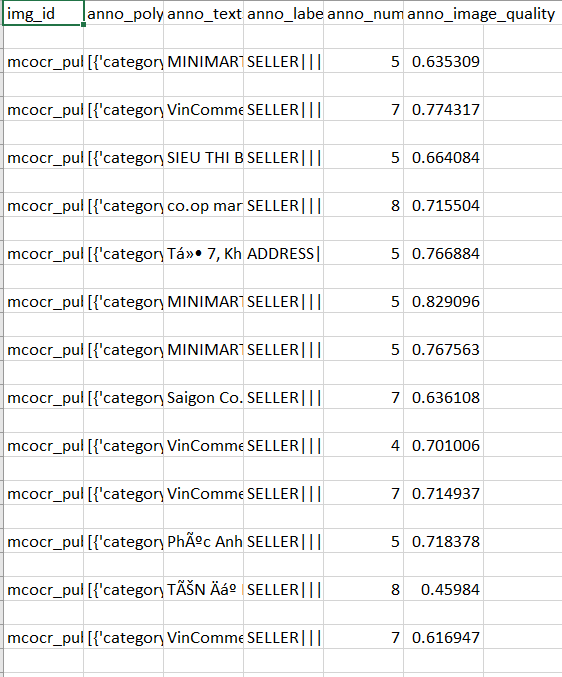 img_id anno_poly anno_text anno_labe anno_num anno_image_quality
mcocr_pul [{'category MINIMART SELLER||| 5 0.635309
mcocr_pul [{'category VinComme SELLER||| 7 0.774317
mcocr_pul [{'category SIEU THI B SELLER||| 5 0.664084
mcocr_pul [{'category co.op mar SELLER||| 8 0.715504
mcocr_pul [{'category Tá»• 7, Kh ADDRESS| 5 0.766884
mcocr_pul [{'category MINIMART SELLER||| 5 0.829096
mcocr_pul [{'category MINIMART SELLER||| 5 0.767563
mcocr_pul [{'category Saigon Co. SELLER||| 7 0.636108
mcocr_pul [{'category VinComme SELLER||| 4 0.701006
mcocr_pul [{'category VinComme SELLER||| 7 0.714937
mcocr_pul [{'category PhÃºc Anh SELLER||| 5 0.718378
mcocr_pul [{'category TÃŠN Äáº SELLER||| 8 0.45984
mcocr_pul [{'category VinComme SELLER||| 7 0.616947